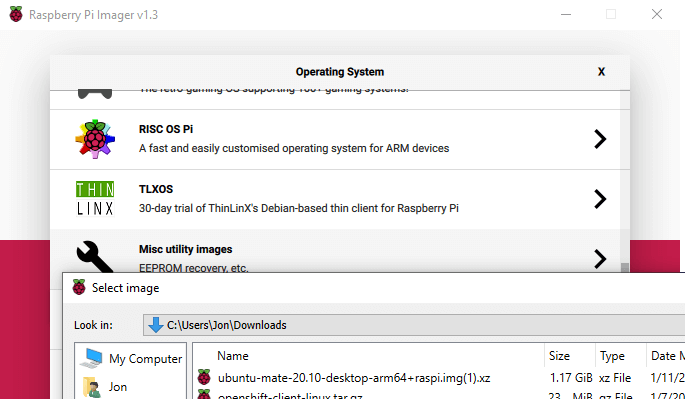 Raspberry Pi Imager v1.3
Operating System X
The retro gaming OS supporting 100+ gaming systems!
RISC OS Pi
A fast and easily customised operating system for ARM devices
THIN
LINX
TLXOS
30-day trial of ThinLinX's Debian-based thin client for Raspberry Pi
Misc utility images
EEPROM recovery, etc.
Select image
Look in: C:\Users\Jon\Downloads
My Computer
Jon
Name Size Type Date M
ubuntu-mate-20.10-desktop-arm64+raspi.img(1).xz 1.17 GiB xz File 1/11/2
openshift-client-linux.tar.gz 23 MiB gz File 1/7/20